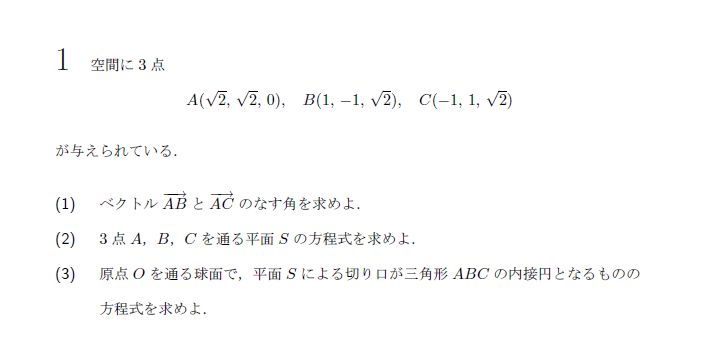 1 空間に 3 点
A(√2, √2, 0), B(1, −1, √2), C(−1, 1, √2)
が与えられている.
(1) ベクトル \overrightarrow{AB} と \overrightarrow{AC} のなす角を求めよ.
(2) 3 点 A, B, C を通る平面 S の方程式を求めよ.
(3) 原点 O を通る球面で, 平面 S による切り口が三角形 ABC の内接円となるものの
方程式を求めよ.